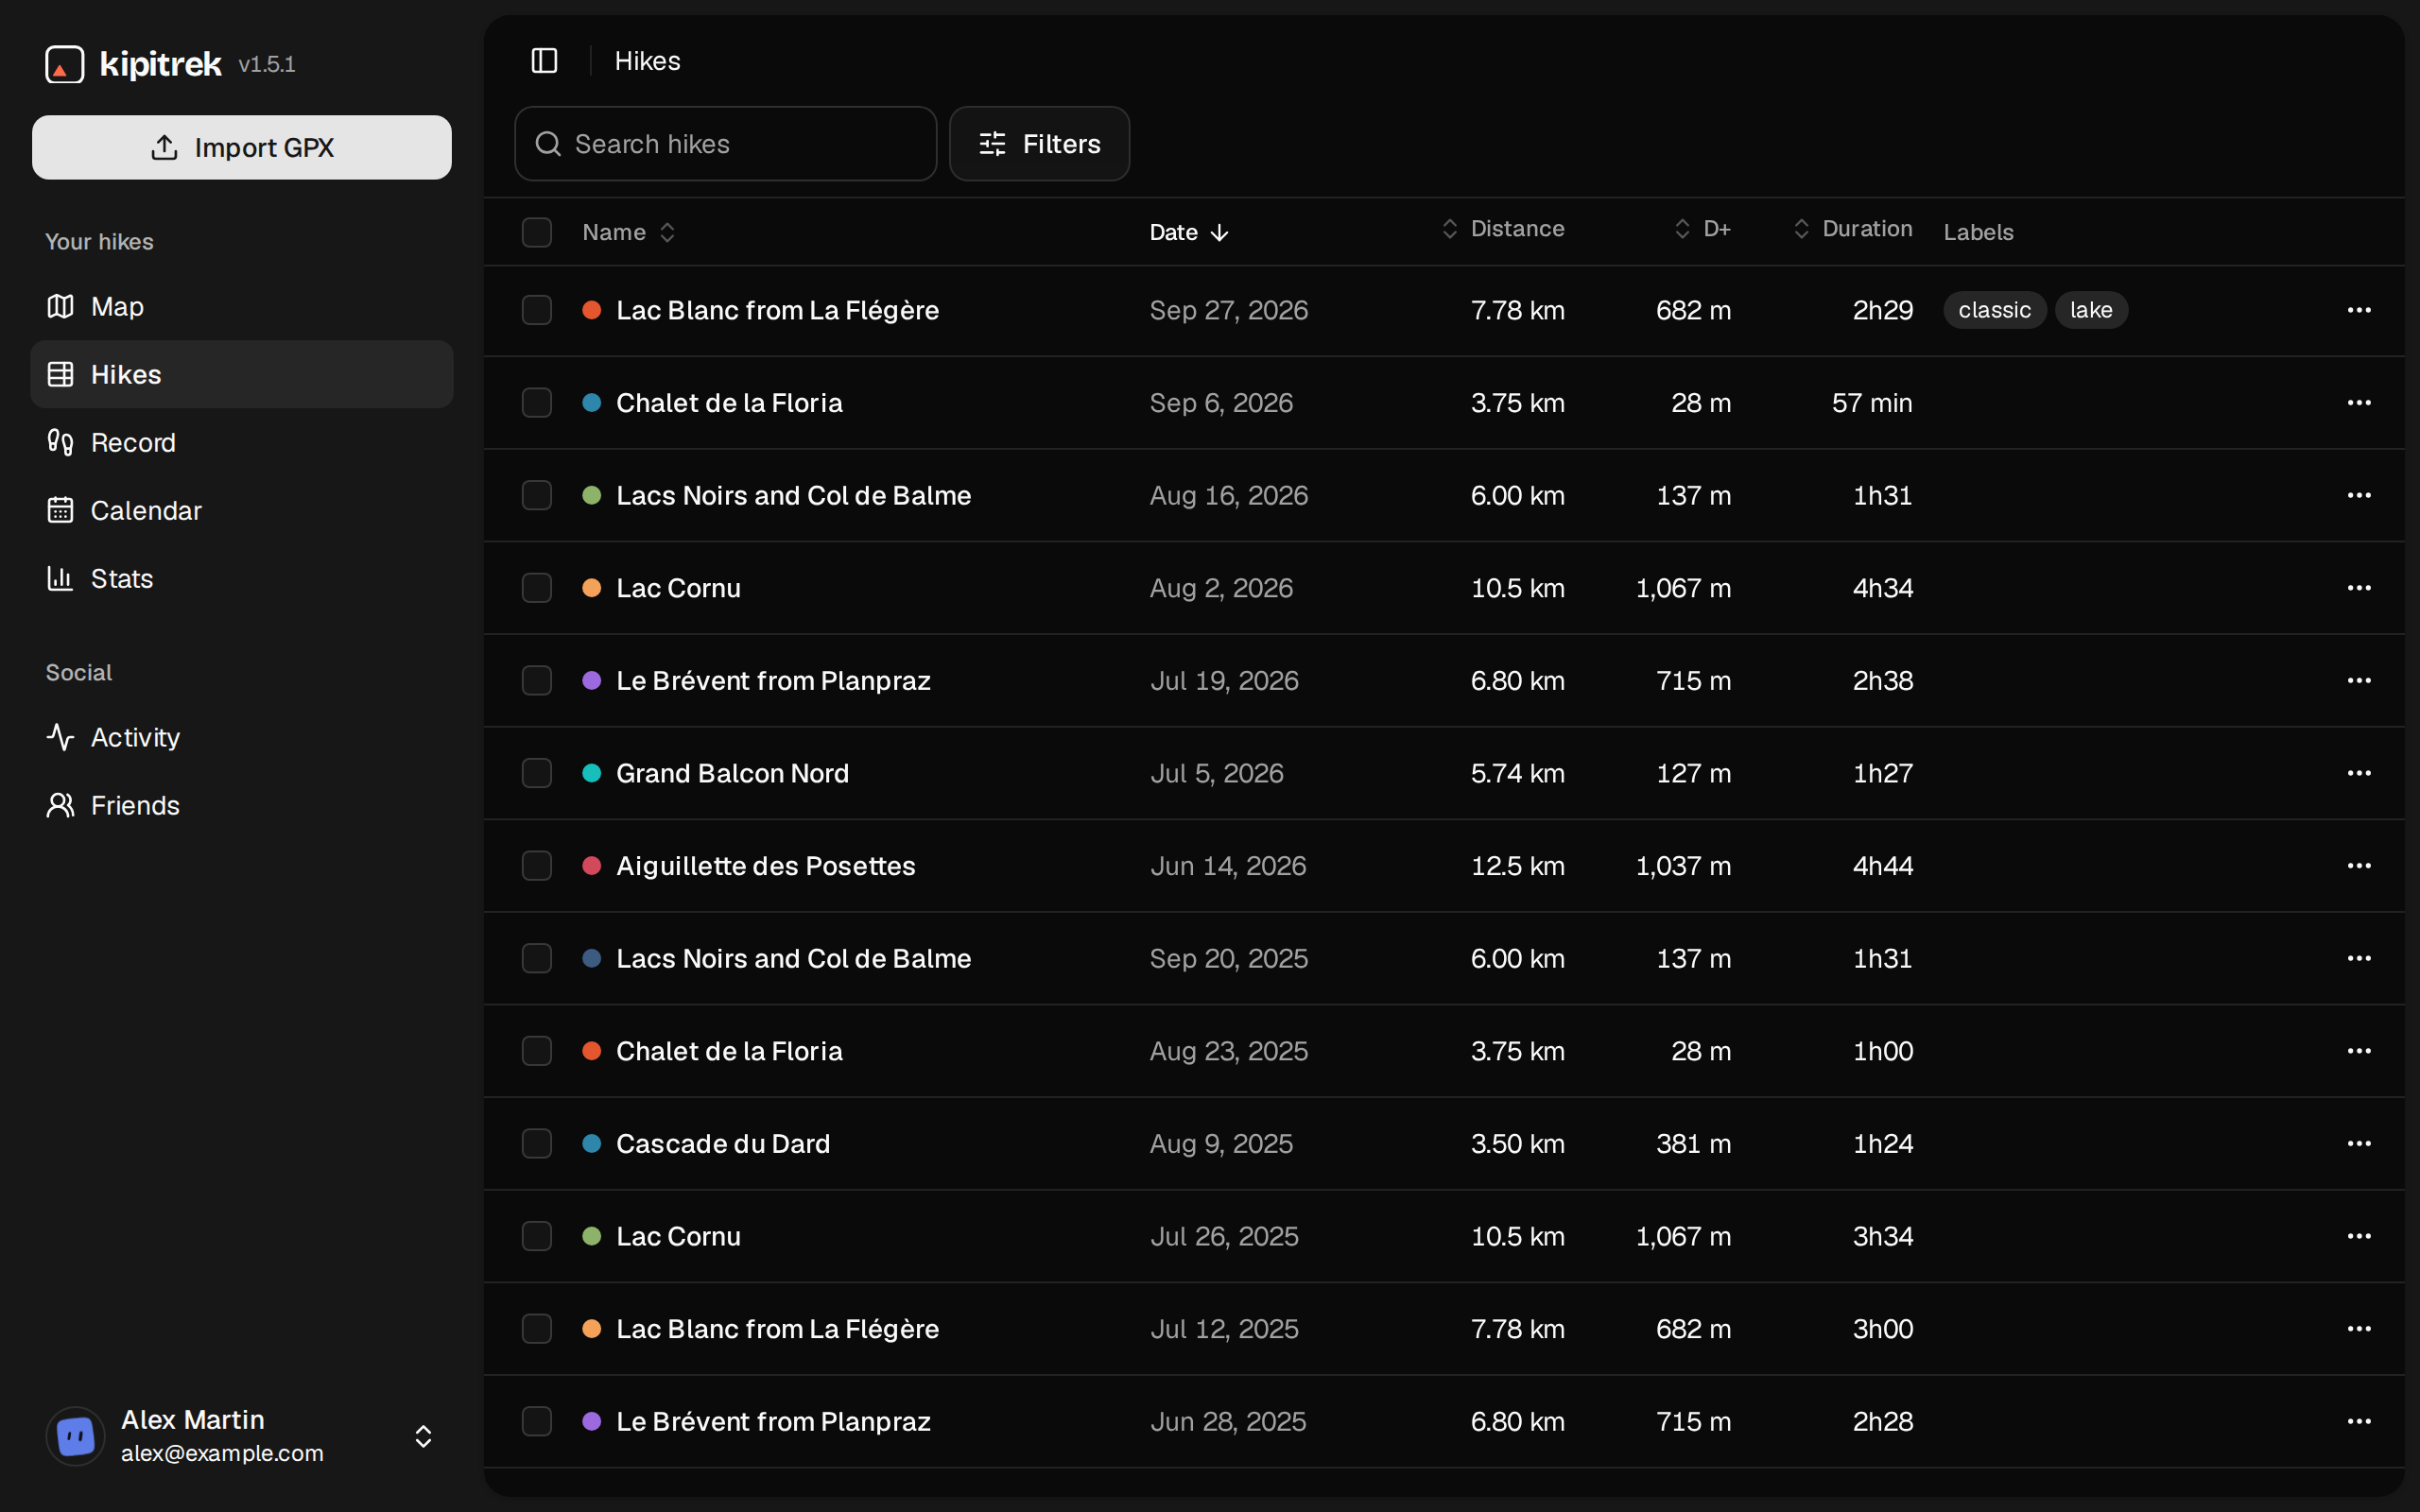 kipitrek v1.5.1
Import GPX
Your hikes
Map
Hikes
Record
Calendar
Stats
Social
Activity
Friends
Alex Martin
alex@example.com
Hikes
Search hikes
Filters
Name Date Distance D+ Duration Labels
Lac Blanc from La Flégère Sep 27, 2026 7.78 km 682 m 2h29 classic lake
Chalet de la Floria Sep 6, 2026 3.75 km 28 m 57 min
Lacs Noirs and Col de Balme Aug 16, 2026 6.00 km 137 m 1h31
Lac Cornu Aug 2, 2026 10.5 km 1,067 m 4h34
Le Brévent from Planpraz Jul 19, 2026 6.80 km 715 m 2h38
Grand Balcon Nord Jul 5, 2026 5.74 km 127 m 1h27
Aiguillette des Posettes Jun 14, 2026 12.5 km 1,037 m 4h44
Lacs Noirs and Col de Balme Sep 20, 2025 6.00 km 137 m 1h31
Chalet de la Floria Aug 23, 2025 3.75 km 28 m 1h00
Cascade du Dard Aug 9, 2025 3.50 km 381 m 1h24
Lac Cornu Jul 26, 2025 10.5 km 1,067 m 3h34
Lac Blanc from La Flégère Jul 12, 2025 7.78 km 682 m 3h00
Le Brévent from Planpraz Jun 28, 2025 6.80 km 715 m 2h28